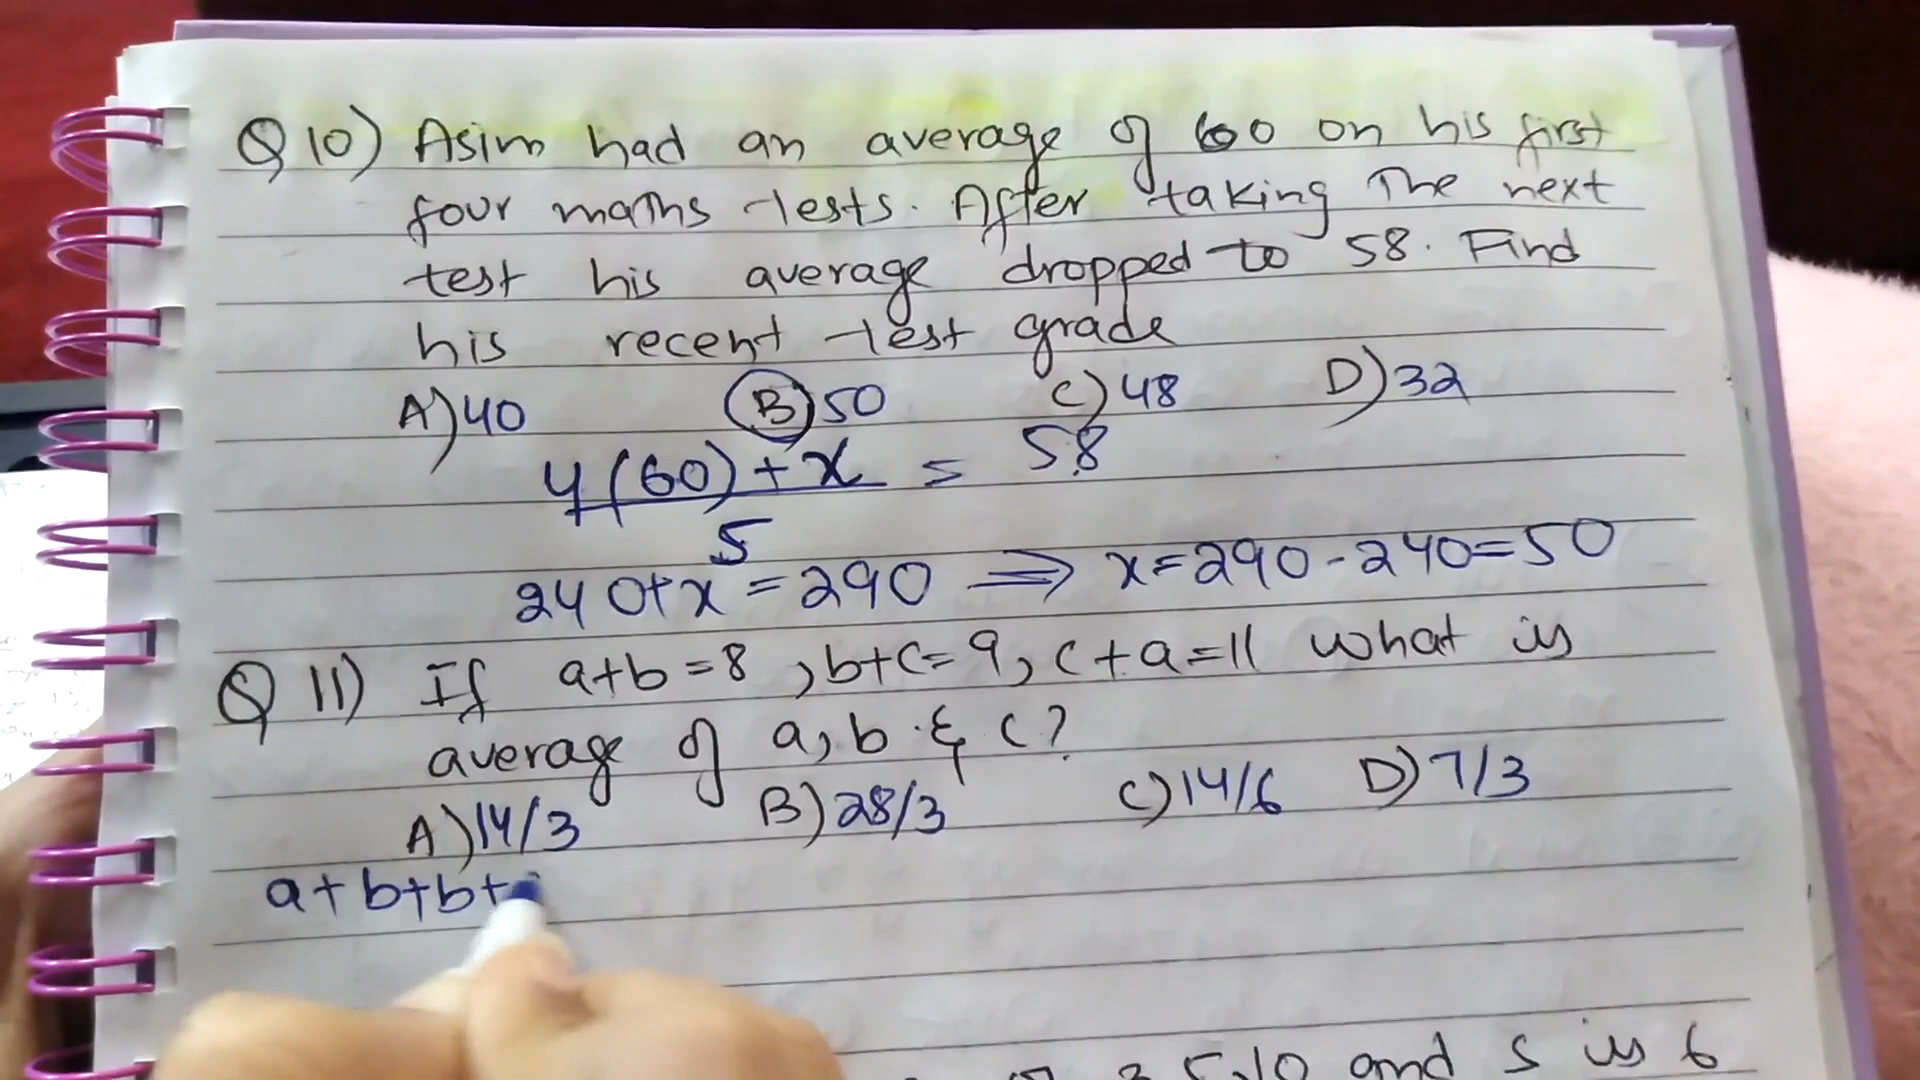 Q 10) Asim had an average of 60 on his first
four maths tests. After taking The next
test his average dropped to 58. Find
his recent test grade
A) 40 B) 50 C) 48 D) 32
4(60)+x = 58
5
240+x = 290 ⟹ x=290-240=50
Q 11) If a+b=8, b+c=9, c+a=11 what is
average of a, b & c?
A) 14/3 B) 28/3 C) 14/6 D) 7/3
a+b+b+
and s is 6